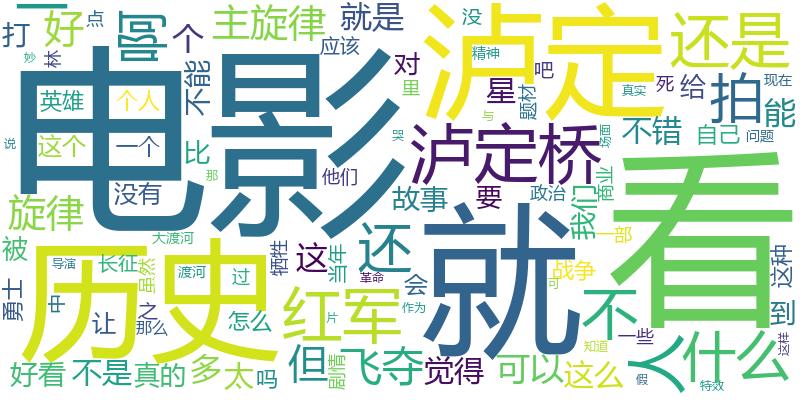 一
打
好
点
妙
林
啊
个
主旋律
就是
应该
没
精神
泸定
还是
电影
英雄
个人
这个
一个
没有
不能
比
那
他们
哭
对
里
星
吧
题材
与
真实
死
给
现在
拍
能
说
泸定桥
不错
自己
问题
场面
看
旋律
被
大渡河
长征
导演
虽然
渡河
过
牺牲
这
当年
还
故事
要
政治
商业
我们
一部
就
战争
不
可
这种
到
勇士
中
历史
让
之
那么
怎么
红军
革命
会
作为
片
一些
知道
人
什么
这样
好看
不是
真的
多
太
吗
但
剧情
飞夺
觉得
可以
这么
假
特效